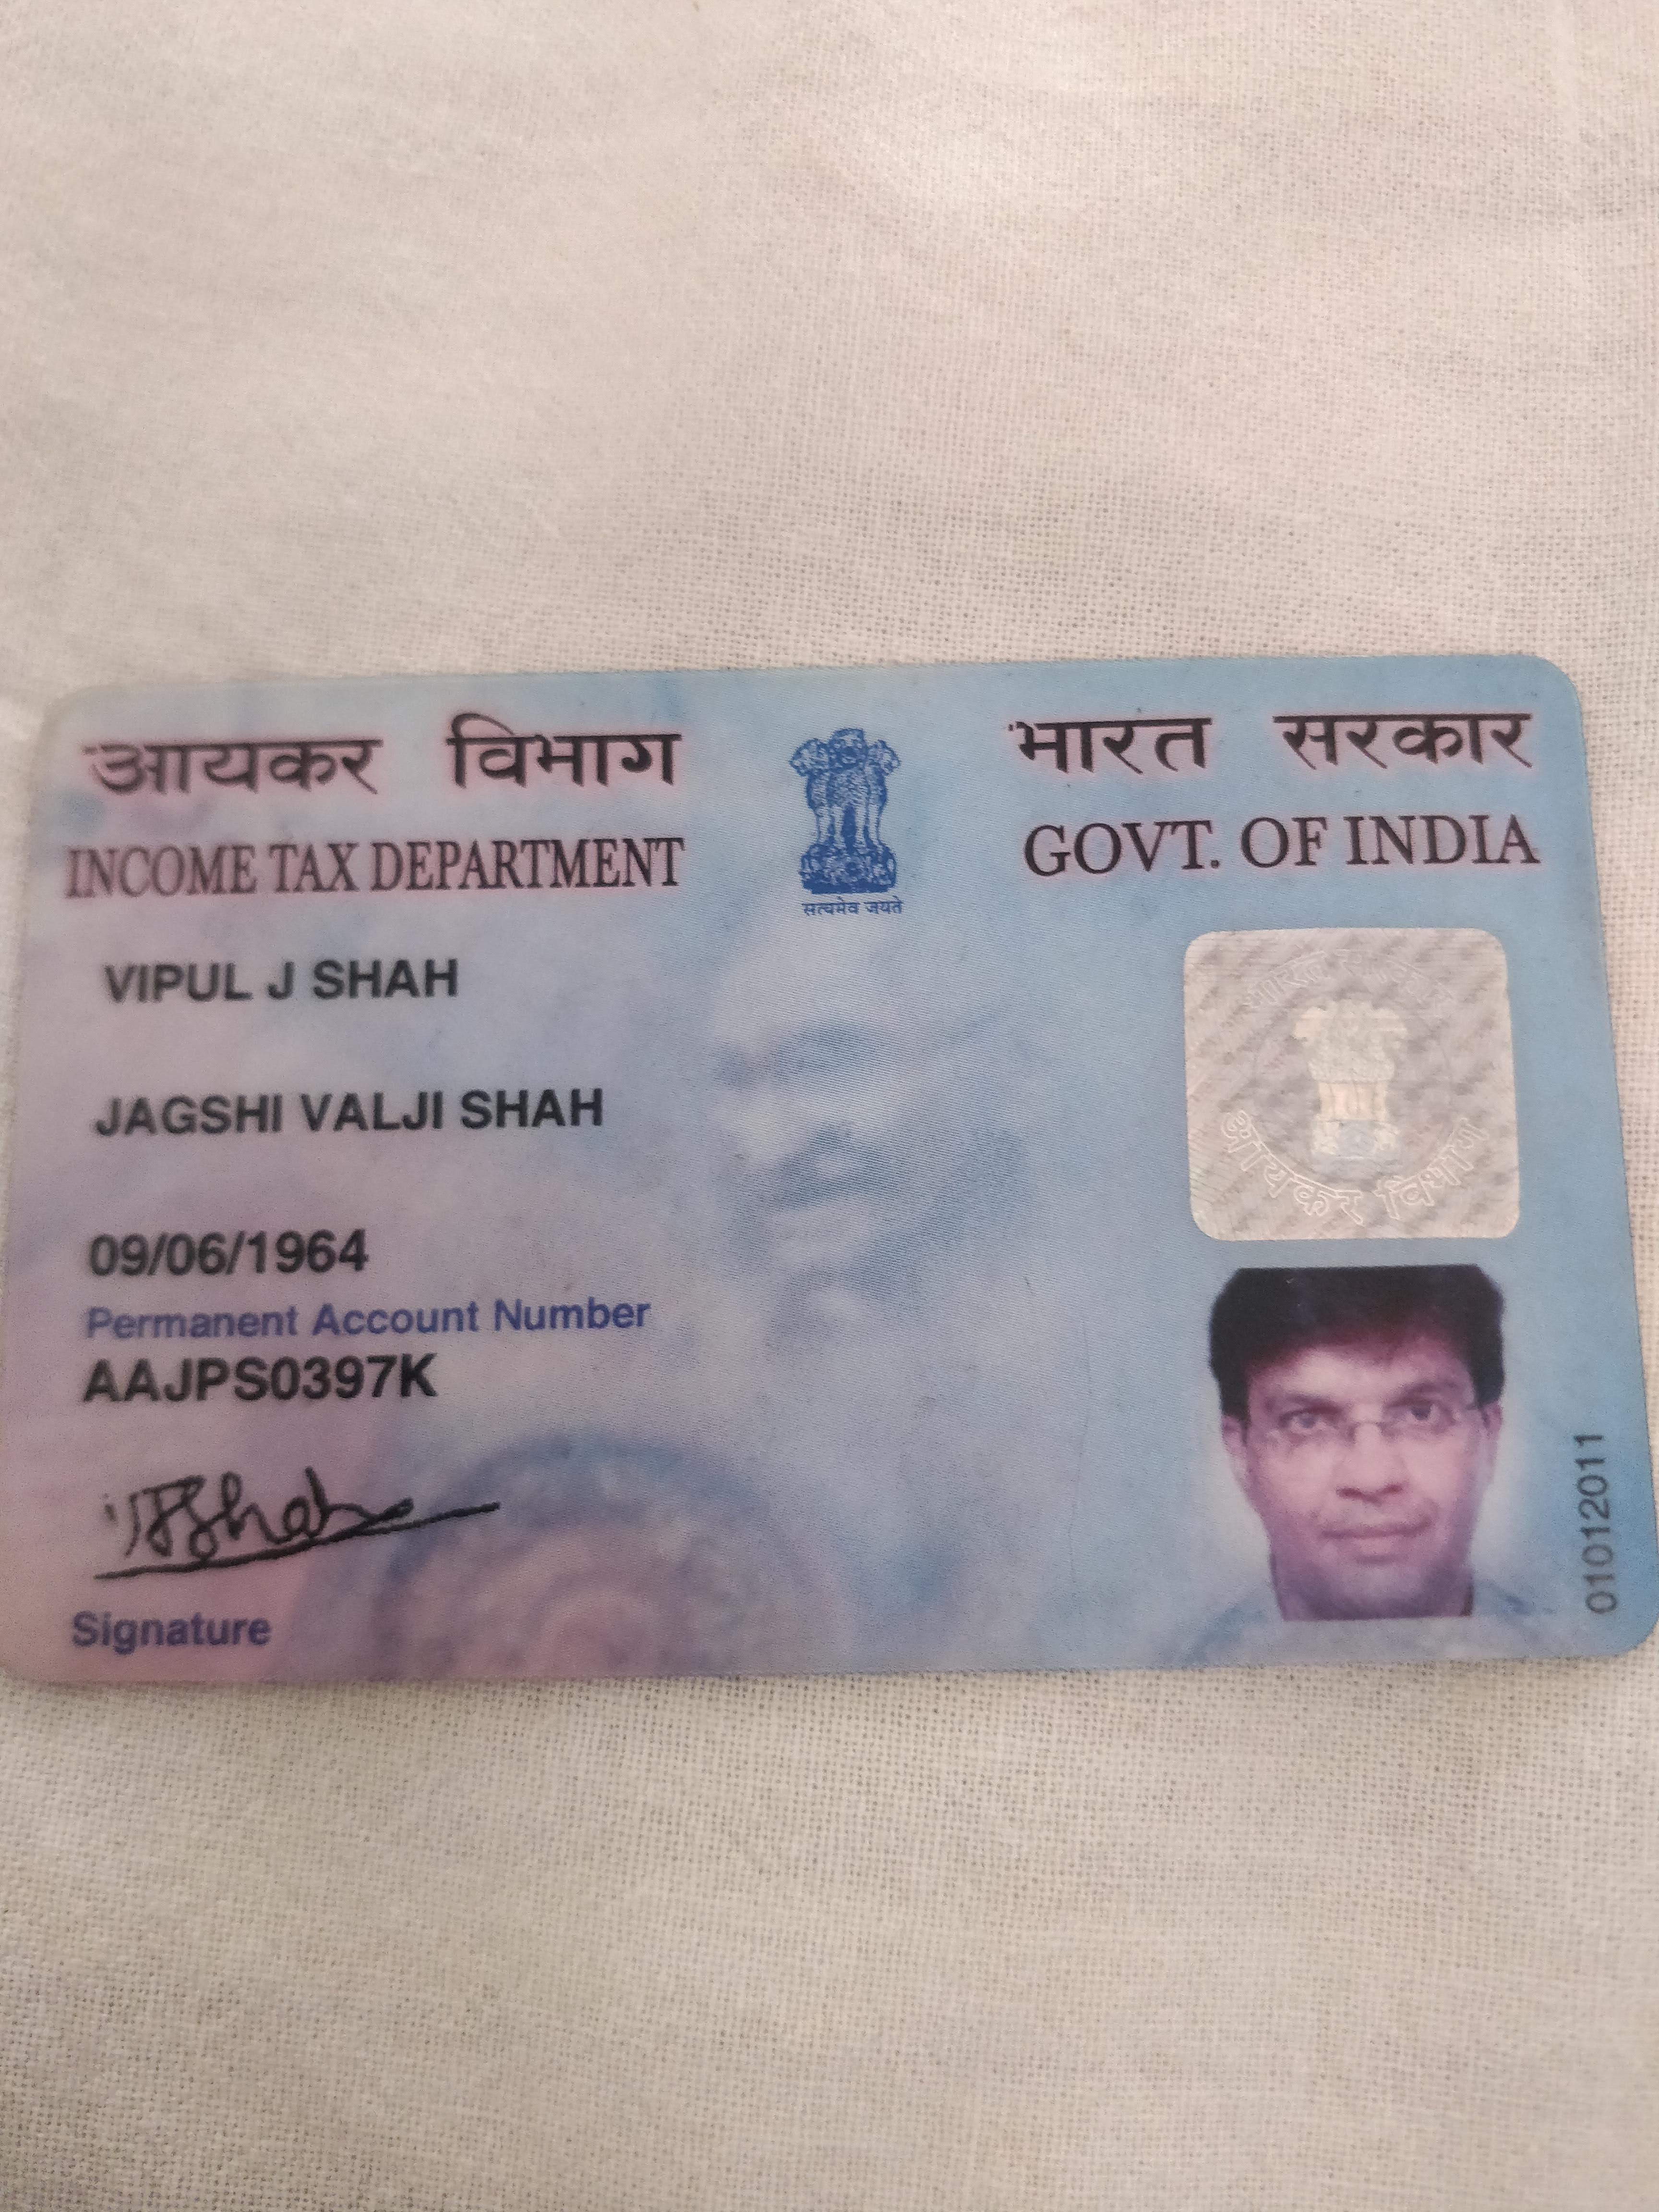 आयकर विभाग
INCOME TAX DEPARTMENT
सत्यमेव जयते
भारत सरकार
GOVT. OF INDIA
VIPUL J SHAH
JAGSHI VALJI SHAH
09/06/1964
Permanent Account Number
AAJPS0397K
Signature
आयकर विभाग
01012011